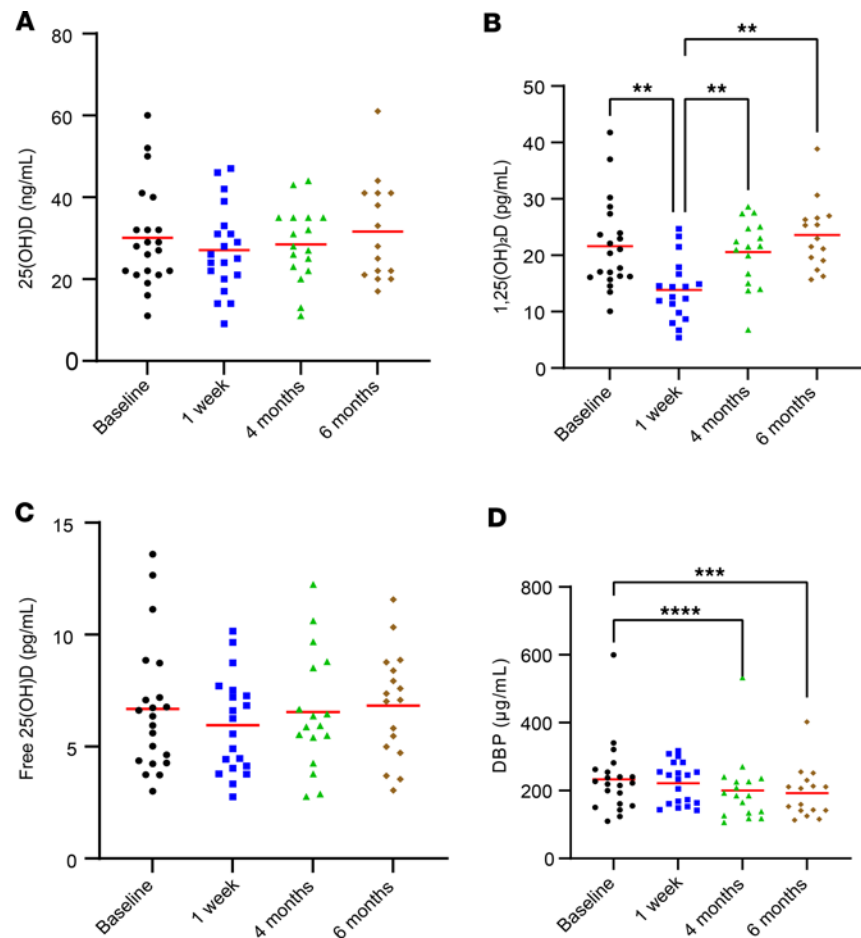 A
25(OH)D (ng/mL)
80
60
40
20
0
Baseline
1 week
4 months
6 months
B
1,25(OH)₂D (pg/mL)
**
**
**
50
40
30
20
10
0
Baseline
1 week
4 months
6 months
C
Free 25(OH)D (pg/mL)
15
10
5
0
Baseline
1 week
4 months
6 months
D
DBP (µg/mL)
***
****
800
600
400
200
0
Baseline
1 week
4 months
6 months